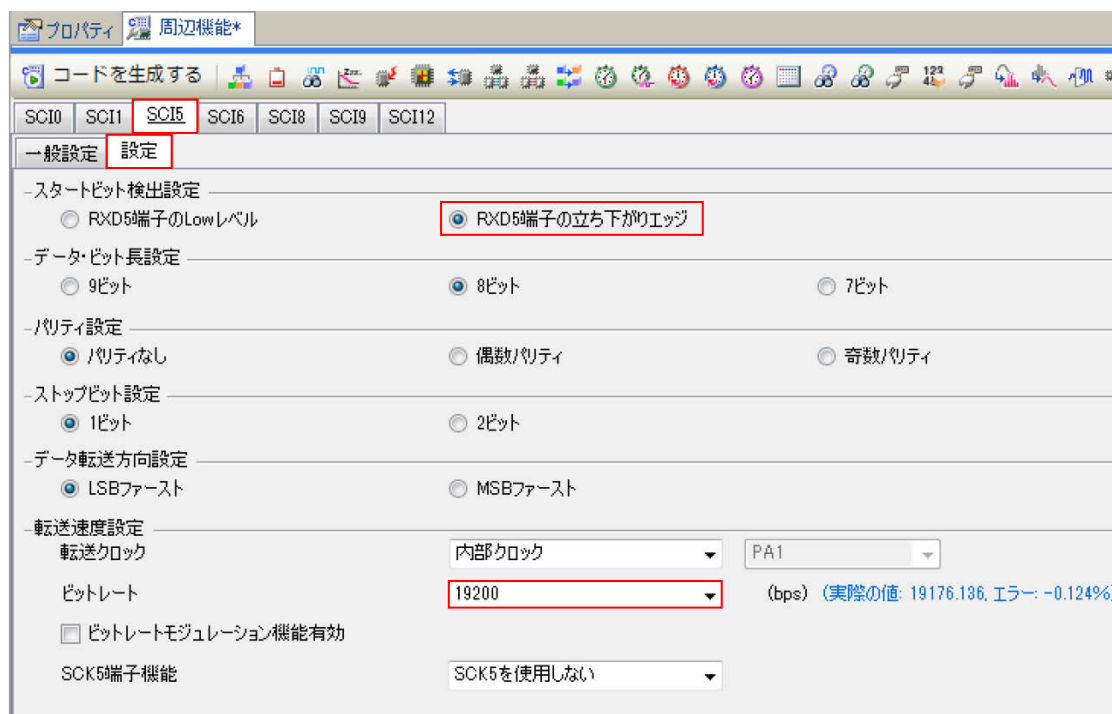 プロパティ 周辺機能*
コードを生成する
SCI0 SCI1 SCI5 SCI6 SCI8 SCI9 SCI12
一般設定 設定
スタートビット検出設定
RXD5端子のLowレベル RXD5端子の立ち下がりエッジ
データ・ビット長設定
9ビット 8ビット 7ビット
パリティ設定
パリティなし 偶数パリティ 奇数パリティ
ストップビット設定
1ビット 2ビット
データ転送方向設定
LSBファースト MSBファースト
転送速度設定
転送クロック 内部クロック PA1
ビットレート 19200 (bps) (実際の値: 19176.136, エラー: -0.124%)
ビットレートモジュレーション機能有効
SCK5端子機能 SCK5を使用しない